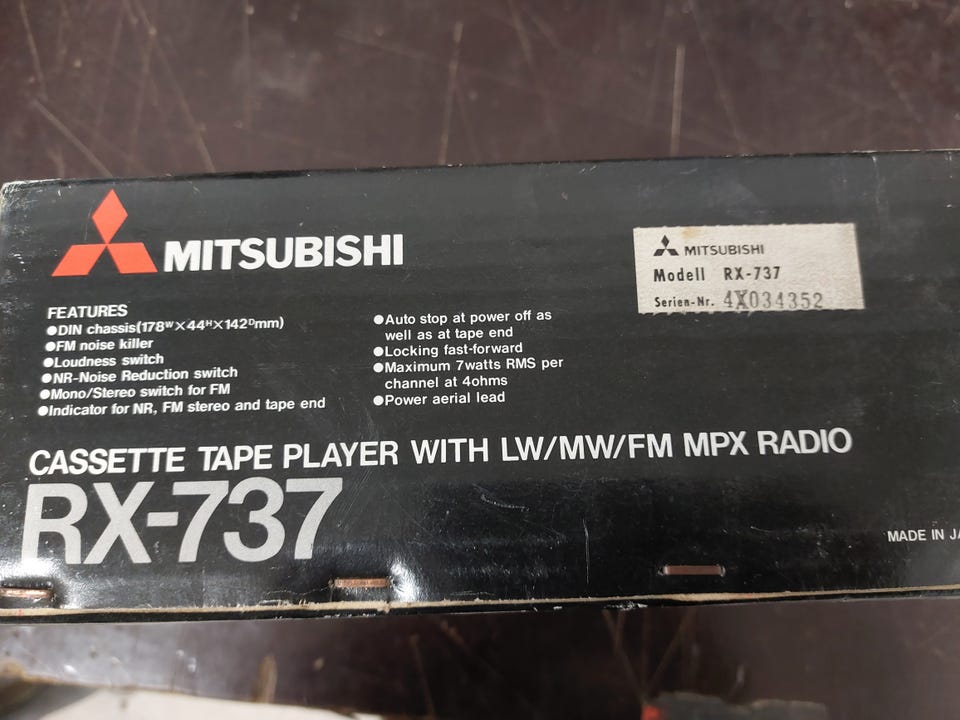 MITSUBISHI
MITSUBISHI
Modell RX-737
Serien-Nr. 4X034352
FEATURES
●DIN chassis(178ᵂ×44ᴴ×142ᴰmm)
●FM noise killer
●Loudness switch
●NR-Noise Reduction switch
●Mono/Stereo switch for FM
●Indicator for NR, FM stereo and tape end
●Auto stop at power off as
well as at tape end
●Locking fast-forward
●Maximum 7watts RMS per
channel at 4ohms
●Power aerial lead
CASSETTE TAPE PLAYER WITH LW/MW/FM MPX RADIO
RX-737
MADE IN